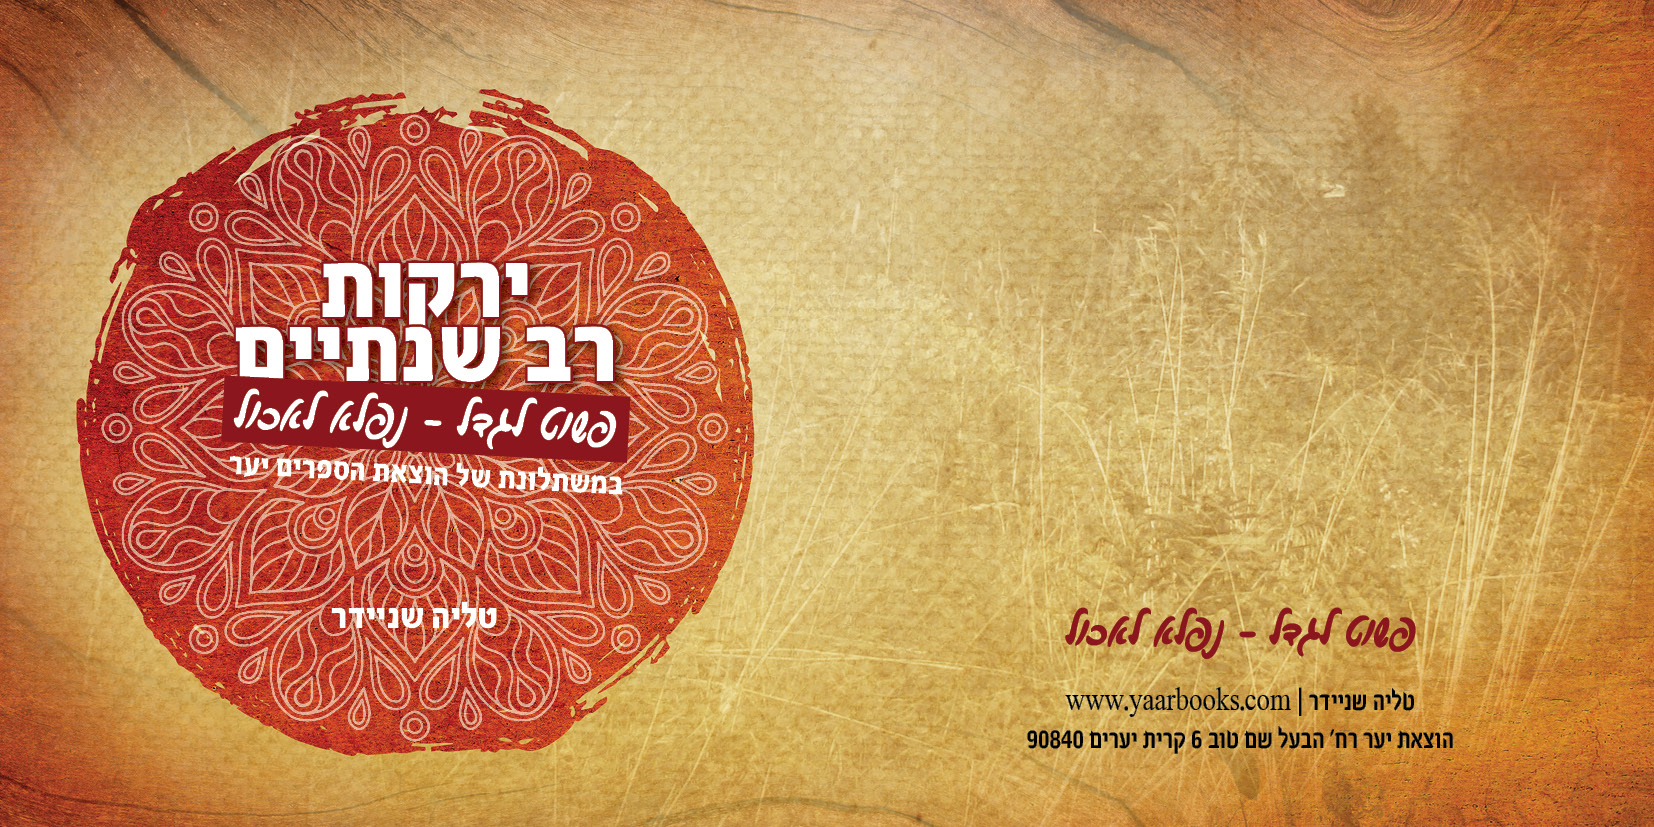 ירקות
רב שנתיים
פשוט לגדל - נפלא לאכול
במשתלונת של הוצאת הספרים יער
טליה שניידר
פשוט לגדל - נפלא לאכול
טליה שניידר | www.yaarbooks.com
הוצאת יער רח' הבעל שם טוב 6 קרית יערים 90840